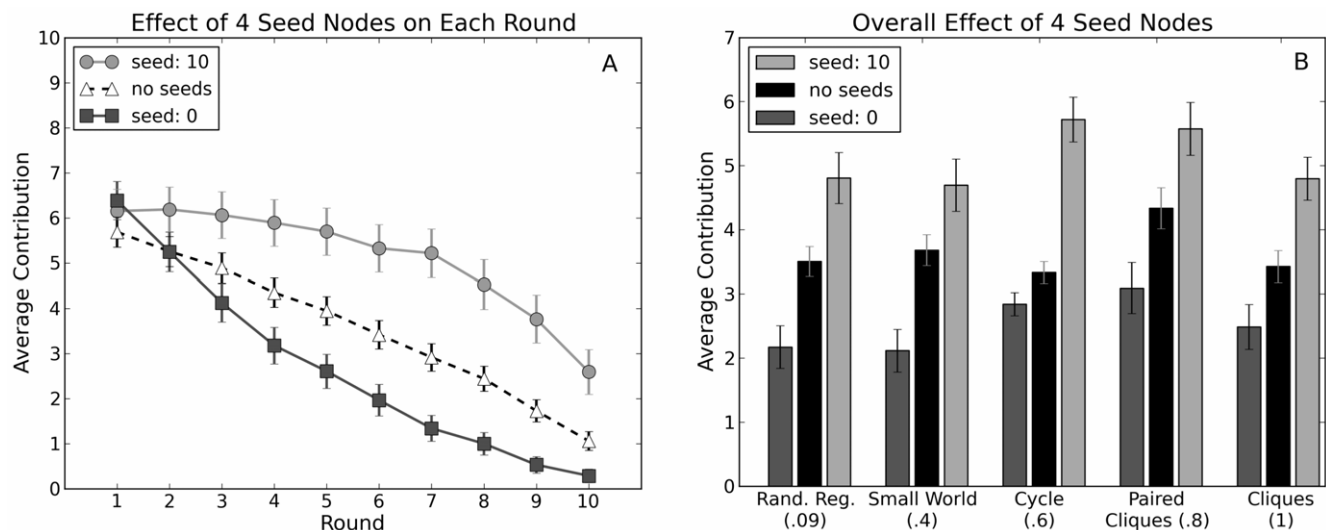 Effect of 4 Seed Nodes on Each Round
10
9
8
7
6
5
4
3
2
1
0
Average Contribution
seed: 10
no seeds
seed: 0
A
1 2 3 4 5 6 7 8 9 10
Round
Overall Effect of 4 Seed Nodes
7
6
5
4
3
2
1
0
Average Contribution
seed: 10
no seeds
seed: 0
B
Rand. Reg. (.09)
Small World (.4)
Cycle (.6)
Paired Cliques (.8)
Cliques (1)